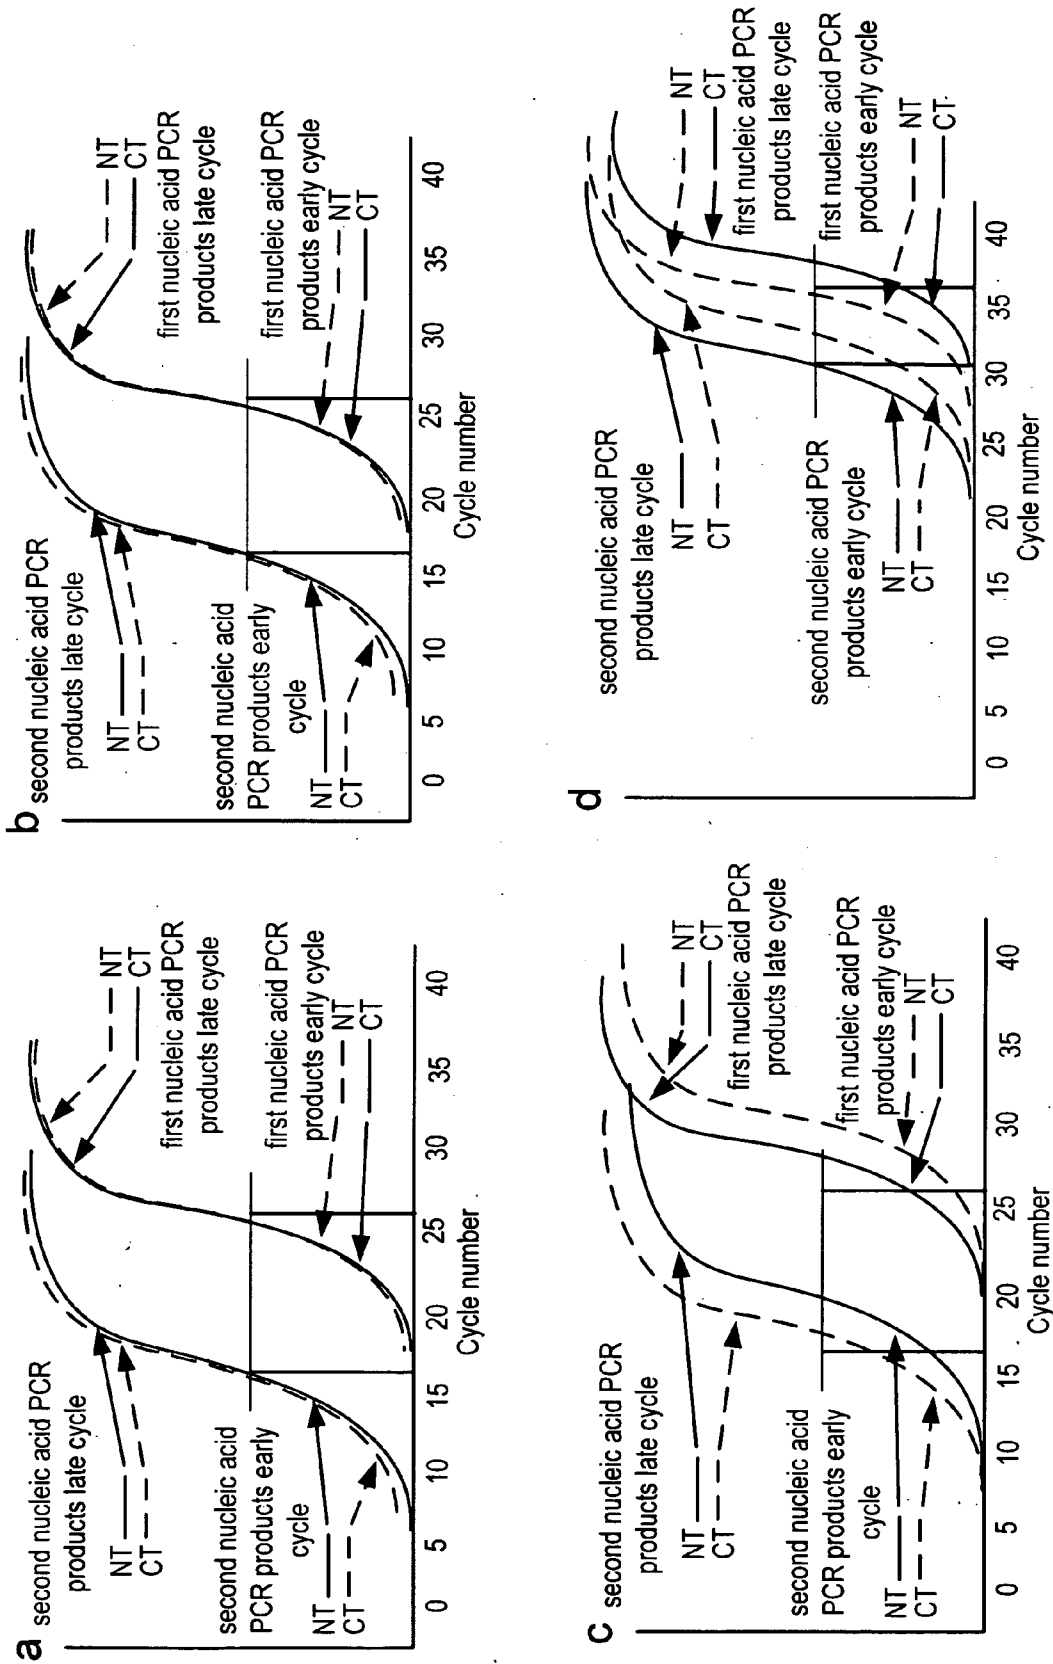 a
second nucleic acid PCR
products late cycle
NT
CT
second nucleic acid
PCR products early
cycle
NT
CT
NT
CT
first nucleic acid PCR
products late cycle
first nucleic acid PCR
products early cycle
NT
CT
0 5 10 15 20 25 30 35 40
Cycle number
b
second nucleic acid PCR
products late cycle
NT
CT
second nucleic acid
PCR products early
cycle
NT
CT
NT
CT
first nucleic acid PCR
products late cycle
first nucleic acid PCR
products early cycle
NT
CT
0 5 10 15 20 25 30 35 40
Cycle number
c
second nucleic acid PCR
products late cycle
NT
CT
second nucleic acid
PCR products early
cycle
NT
CT
NT
CT
first nucleic acid PCR
products late cycle
first nucleic acid PCR
products early cycle
NT
CT
0 5 10 15 20 25 30 35 40
Cycle number
d
second nucleic acid PCR
products late cycle
NT
CT
second nucleic acid PCR
products early cycle
NT
CT
NT
CT
first nucleic acid PCR
products late cycle
first nucleic acid PCR
products early cycle
NT
CT
0 5 10 15 20 25 30 35 40
Cycle number